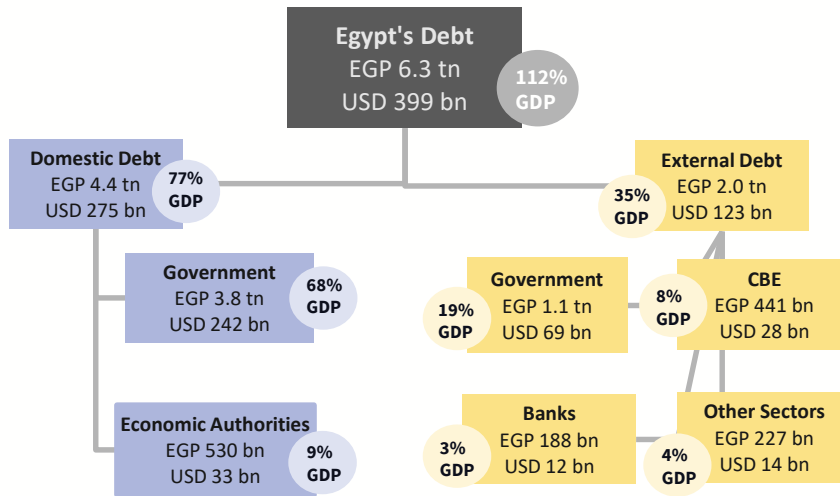 Egypt's Debt
EGP 6.3 tn
USD 399 bn
112%
GDP
Domestic Debt
EGP 4.4 tn
USD 275 bn
77%
GDP
External Debt
EGP 2.0 tn
USD 123 bn
35%
GDP
Government
EGP 3.8 tn
USD 242 bn
68%
GDP
Government
EGP 1.1 tn
USD 69 bn
19%
GDP
CBE
EGP 441 bn
USD 28 bn
8%
GDP
Economic Authorities
EGP 530 bn
USD 33 bn
9%
GDP
Banks
EGP 188 bn
USD 12 bn
3%
GDP
Other Sectors
EGP 227 bn
USD 14 bn
4%
GDP